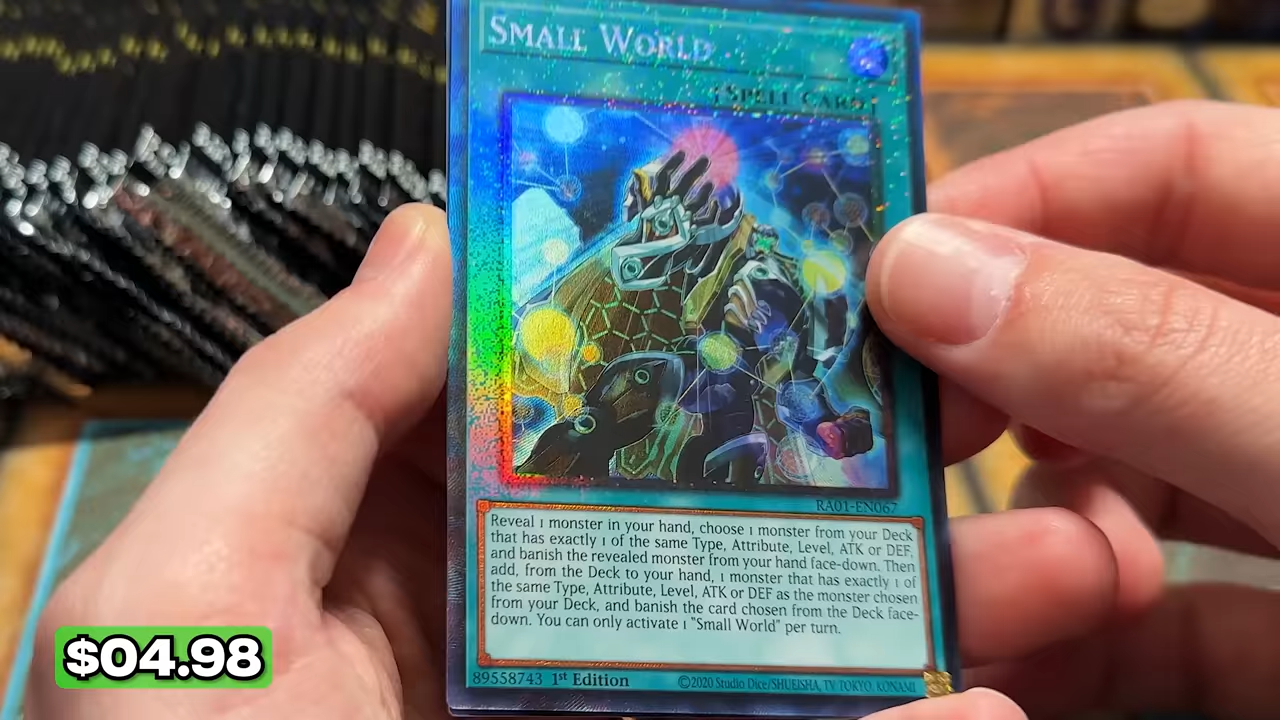 SMALL WORLD
[SPELL CARD]
RA01-EN067
Reveal 1 monster in your hand, choose 1 monster from your Deck
that has exactly 1 of the same Type, Attribute, Level, ATK or DEF,
and banish the revealed monster from your hand face-down. Then
add, from the Deck to your hand, 1 monster that has exactly 1 of
the same Type, Attribute, Level, ATK or DEF as the monster chosen
from your Deck, and banish the card chosen from the Deck face-
down. You can only activate 1 "Small World" per turn.
89558743 1st Edition ©2020 Studio Dice/SHUEISHA, TV TOKYO, KONAMI
$04.98